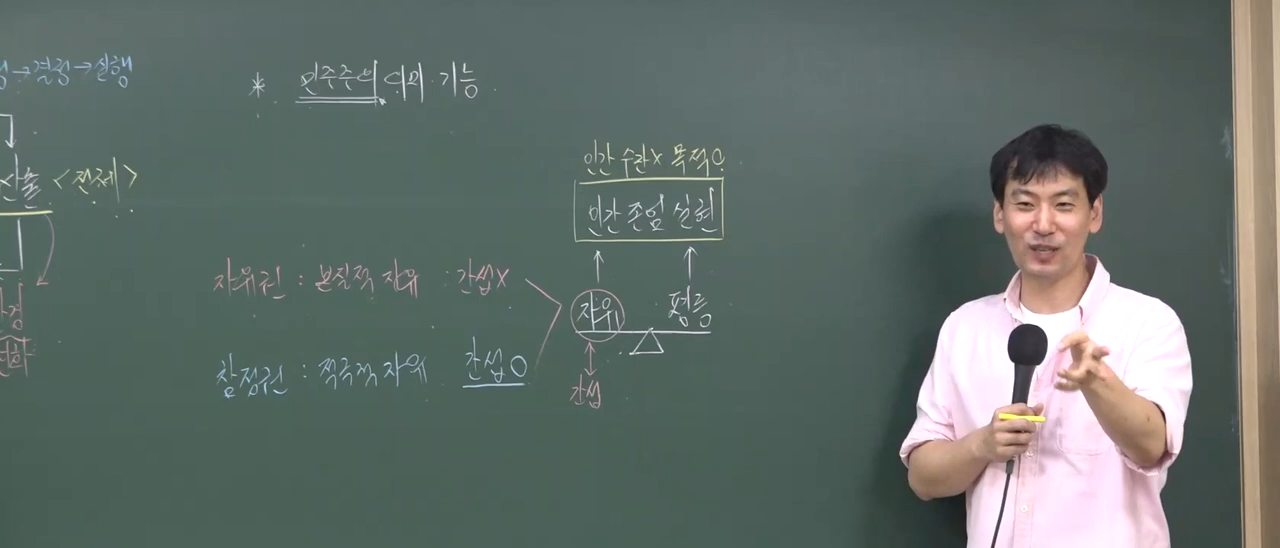 →결정→실행
* 민주주의 이의 기능
산출 <전제>
인간 수단X 목적O
인간 존엄 실현
자유권 : 본질적 자유 : 간섭X
자유 평등
참정권 : 적극적 자유 간섭O
간섭